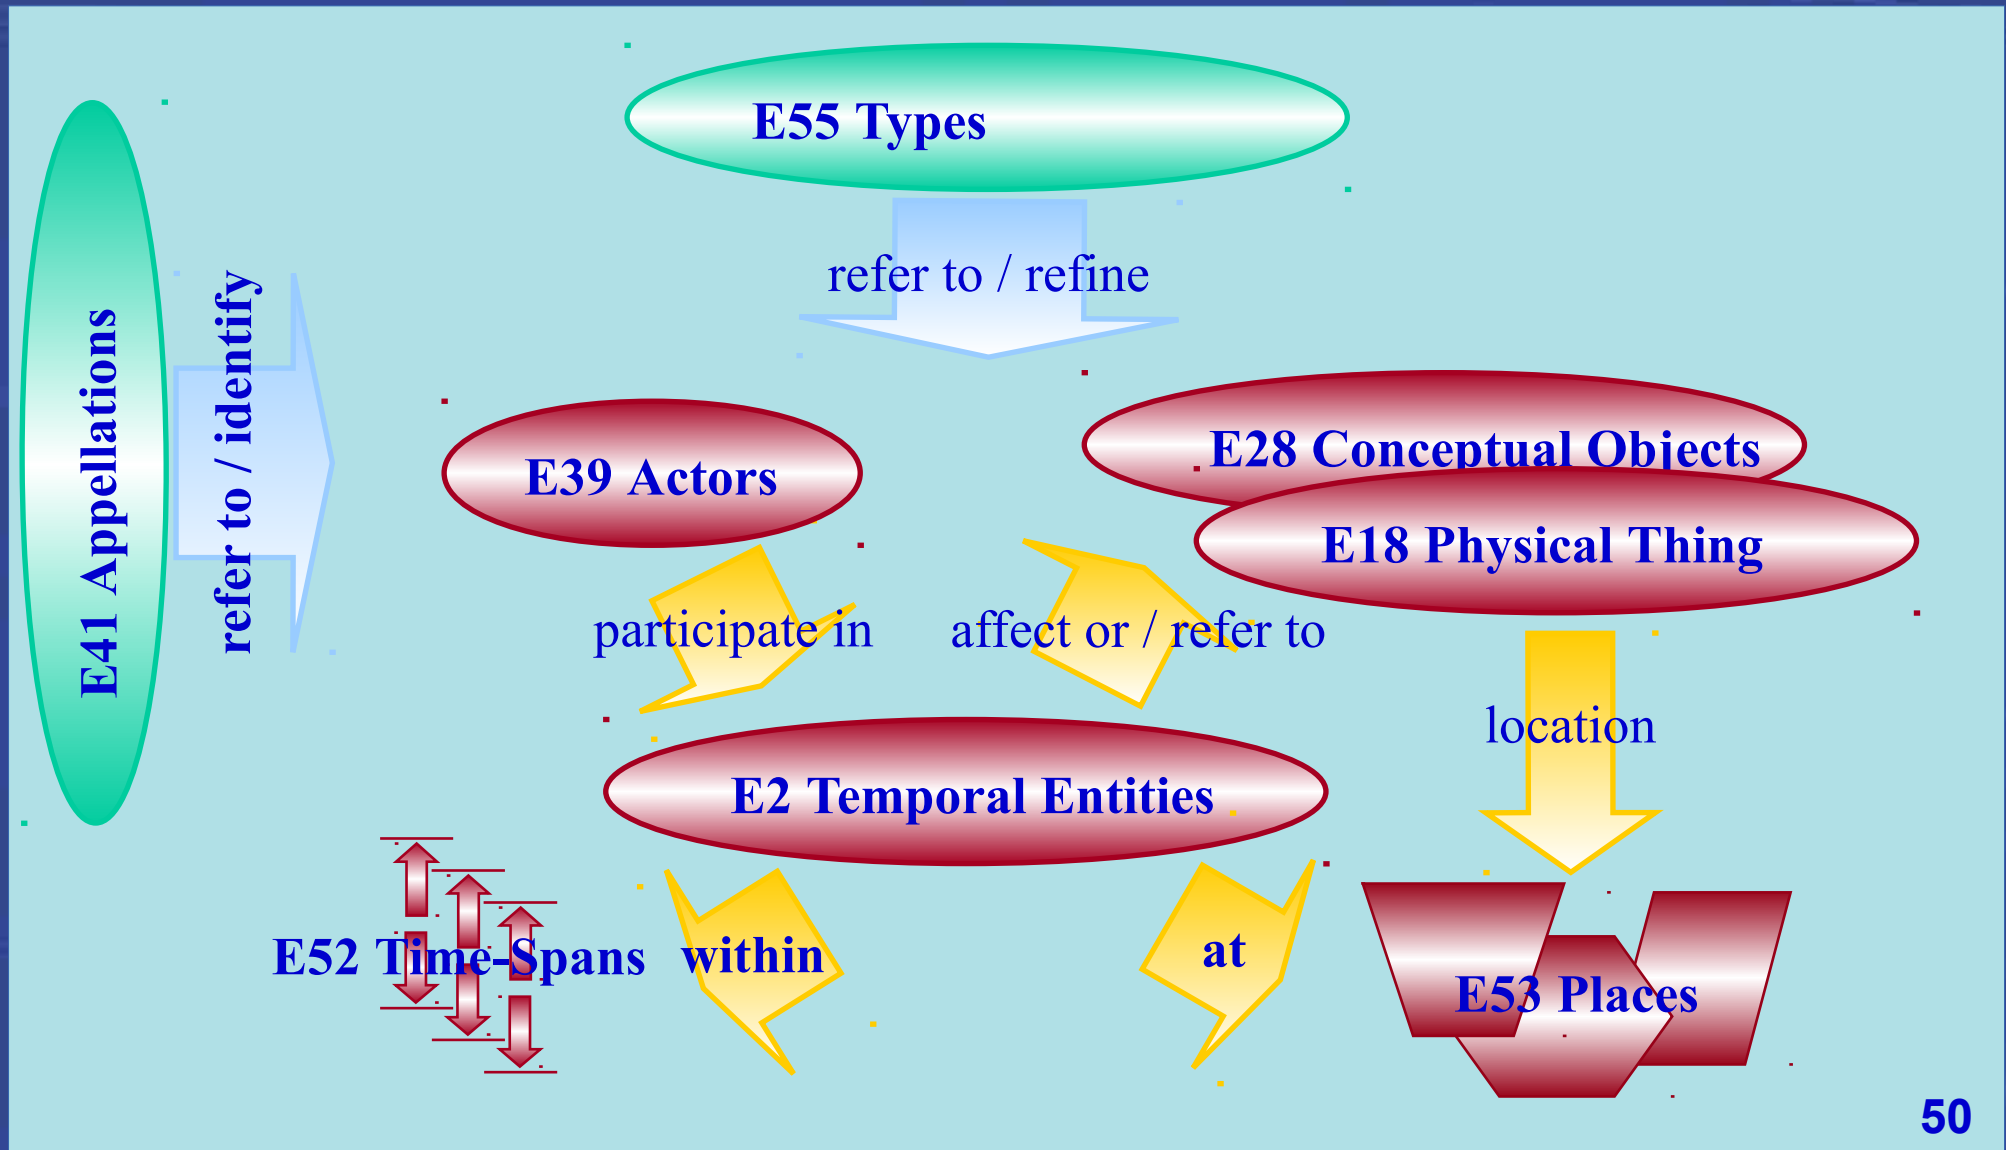 E55 Types
refer to / refine
E41 Appellations
refer to / identify
E39 Actors
E28 Conceptual Objects
E18 Physical Thing
participate in
affect or / refer to
location
E2 Temporal Entities
E52 Time-Spans
within
at
E53 Places
50